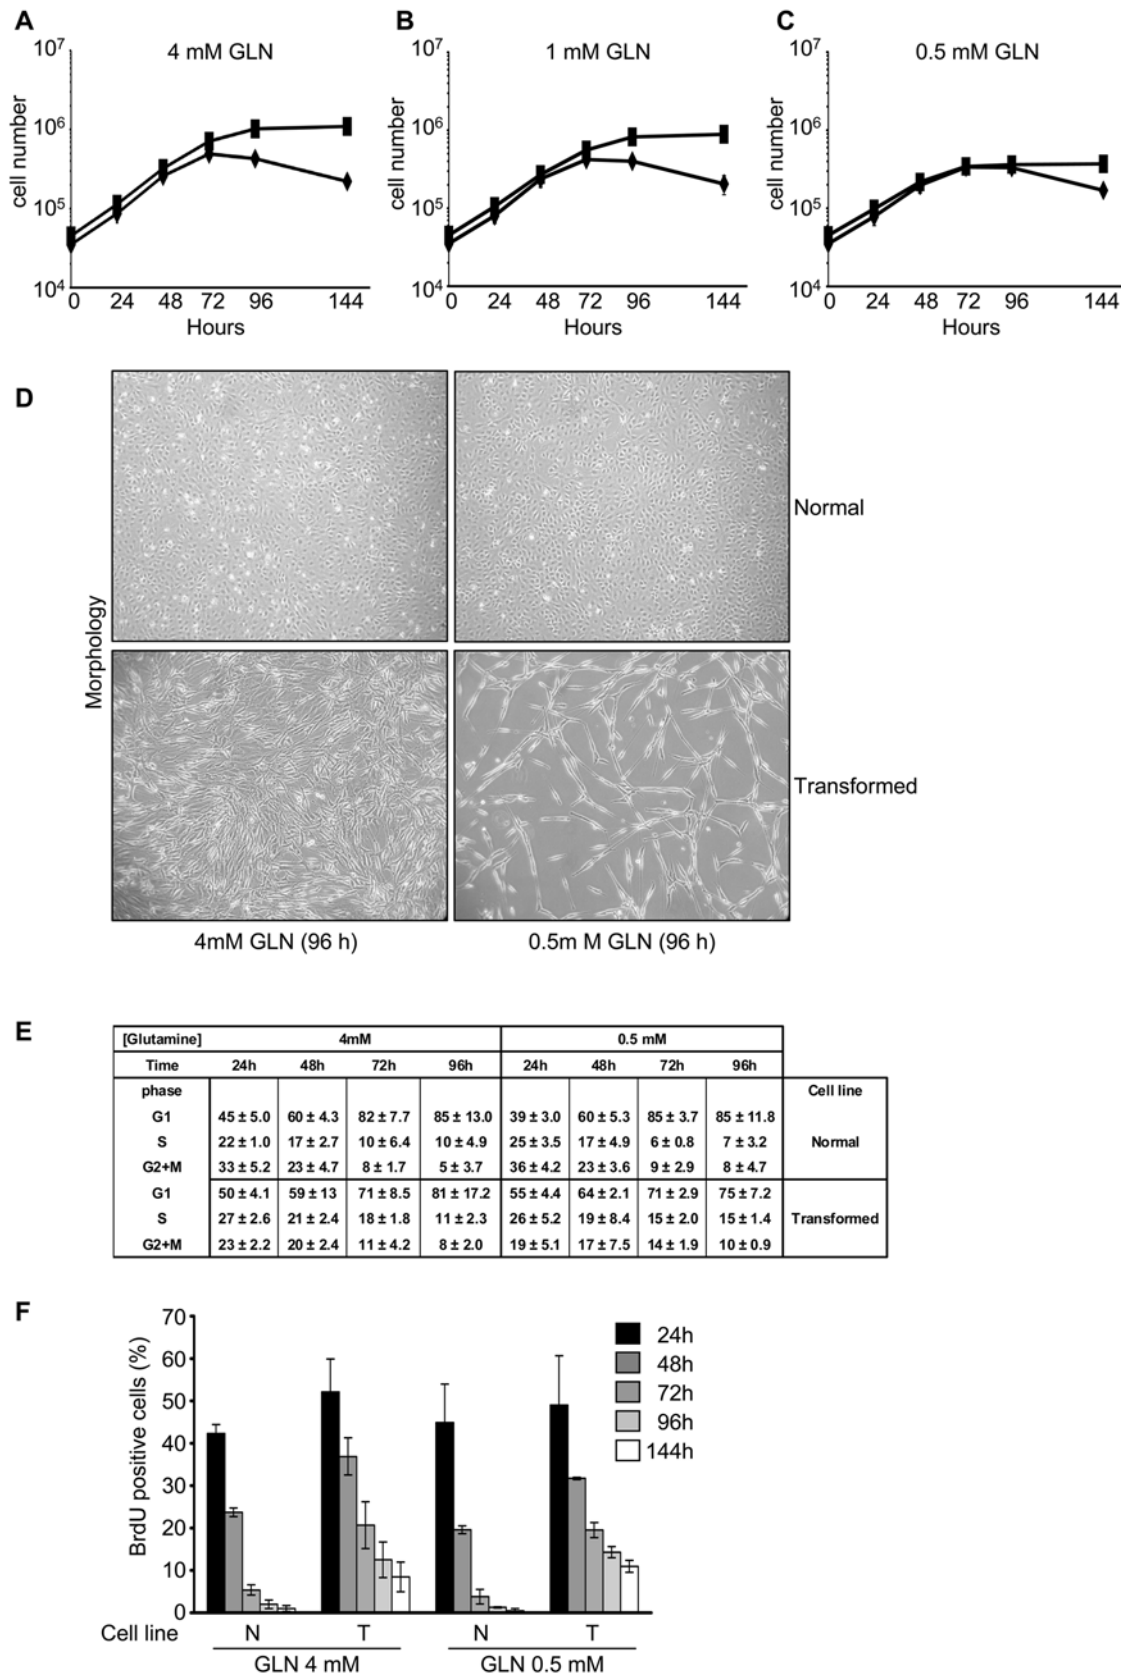 A
B
C
4 mM GLN
1 mM GLN
0.5 mM GLN
10⁷
10⁶
10⁵
10⁴
cell number
0 24 48 72 96 144
Hours
10⁷
10⁶
10⁵
10⁴
cell number
0 24 48 72 96 144
Hours
10⁷
10⁶
10⁵
10⁴
cell number
0 24 48 72 96 144
Hours
D
Morphology
Normal
Transformed
4mM GLN (96 h)
0.5m M GLN (96 h)
E
[Glutamine] 4mM 0.5 mM
Time 24h 48h 72h 96h 24h 48h 72h 96h
phase Cell line
G1 45 ± 5.0 60 ± 4.3 82 ± 7.7 85 ± 13.0 39 ± 3.0 60 ± 5.3 85 ± 3.7 85 ± 11.8
S 22 ± 1.0 17 ± 2.7 10 ± 6.4 10 ± 4.9 25 ± 3.5 17 ± 4.9 6 ± 0.8 7 ± 3.2 Normal
G2+M 33 ± 5.2 23 ± 4.7 8 ± 1.7 5 ± 3.7 36 ± 4.2 23 ± 3.6 9 ± 2.9 8 ± 4.7
G1 50 ± 4.1 59 ± 13 71 ± 8.5 81 ± 17.2 55 ± 4.4 64 ± 2.1 71 ± 2.9 75 ± 7.2
S 27 ± 2.6 21 ± 2.4 18 ± 1.8 11 ± 2.3 26 ± 5.2 19 ± 8.4 15 ± 2.0 15 ± 1.4 Transformed
G2+M 23 ± 2.2 20 ± 2.4 11 ± 4.2 8 ± 2.0 19 ± 5.1 17 ± 7.5 14 ± 1.9 10 ± 0.9
F
BrdU positive cells (%)
70
60
50
40
30
20
10
0
24h
48h
72h
96h
144h
Cell line N T N T
GLN 4 mM GLN 0.5 mM